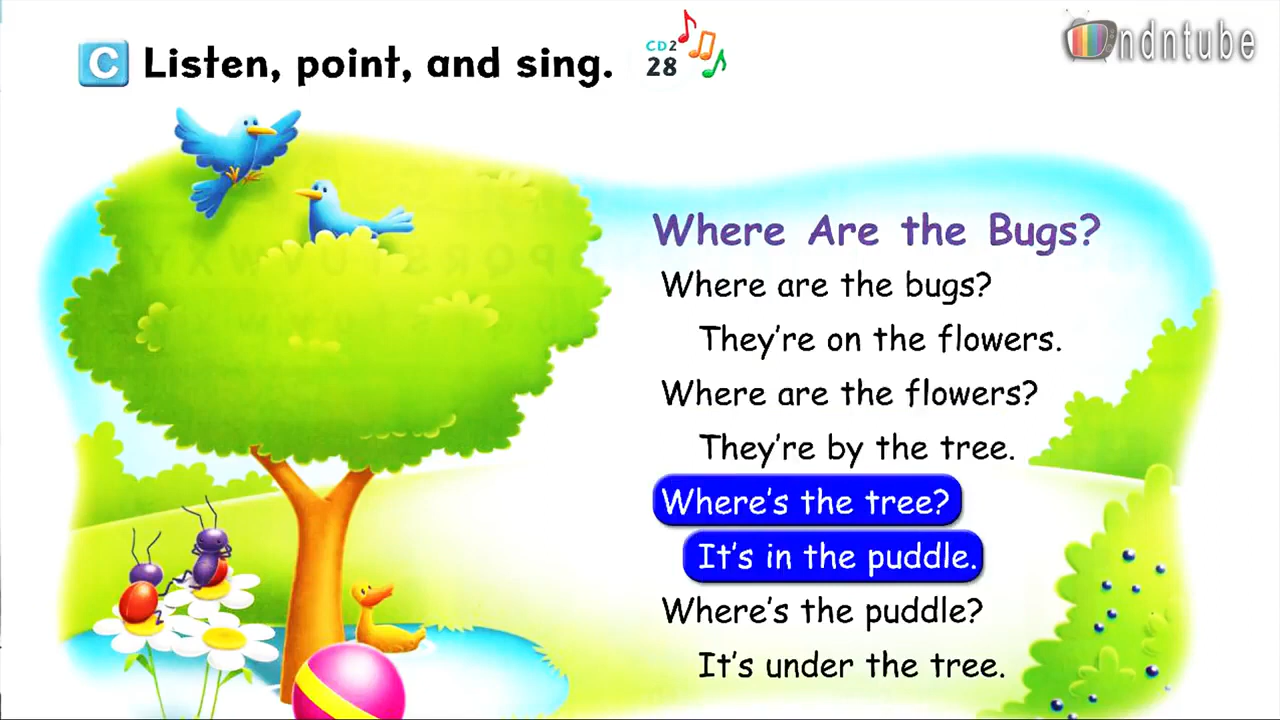 C Listen, point, and sing.
CD2
28
ndntube
Where Are the Bugs?
Where are the bugs?
They're on the flowers.
Where are the flowers?
They're by the tree.
Where's the tree?
It's in the puddle.
Where's the puddle?
It's under the tree.